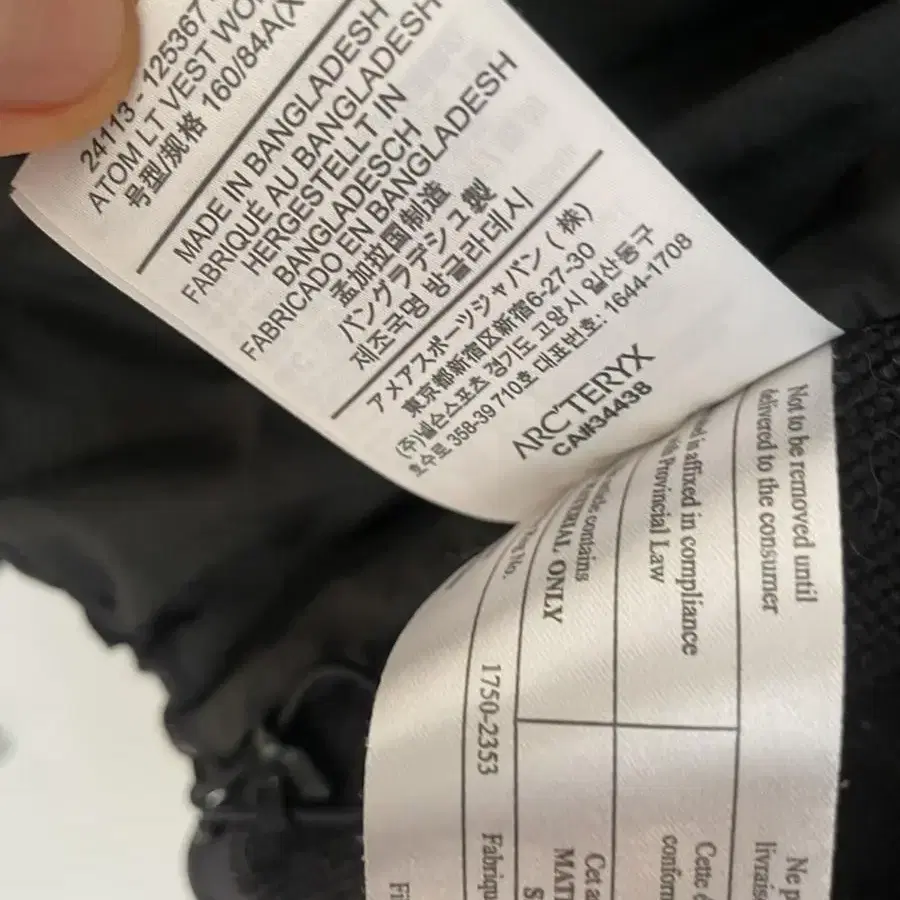 24113 - 125367
ATOM LT VEST WO
号型/规格 160/84A(X
MADE IN BANGLADESH
FABRIQUÉ AU BANGLADESH
HERGESTELLT IN
BANGLADESCH
FABRICADO EN BANGLADESH
孟加拉国制造
バングラデシュ製
제조국명 방글라데시
アメアスポーツジャパン (株)
東京都新宿区新宿6-27-30
(주)넬슨스포츠 경기도 고양시 일산동구
호수로 358-39 710호 대표번호: 1644-1708
ARC'TERYX
CA#34438
Not to be removed until
delivered to the consumer
affixed in compliance
Provincial Law
contains
MATERIAL ONLY
No.
1750-2353
Ne p
livrais
Cette é
conform
Cet a
MATI
S
Fabriqu
Fi